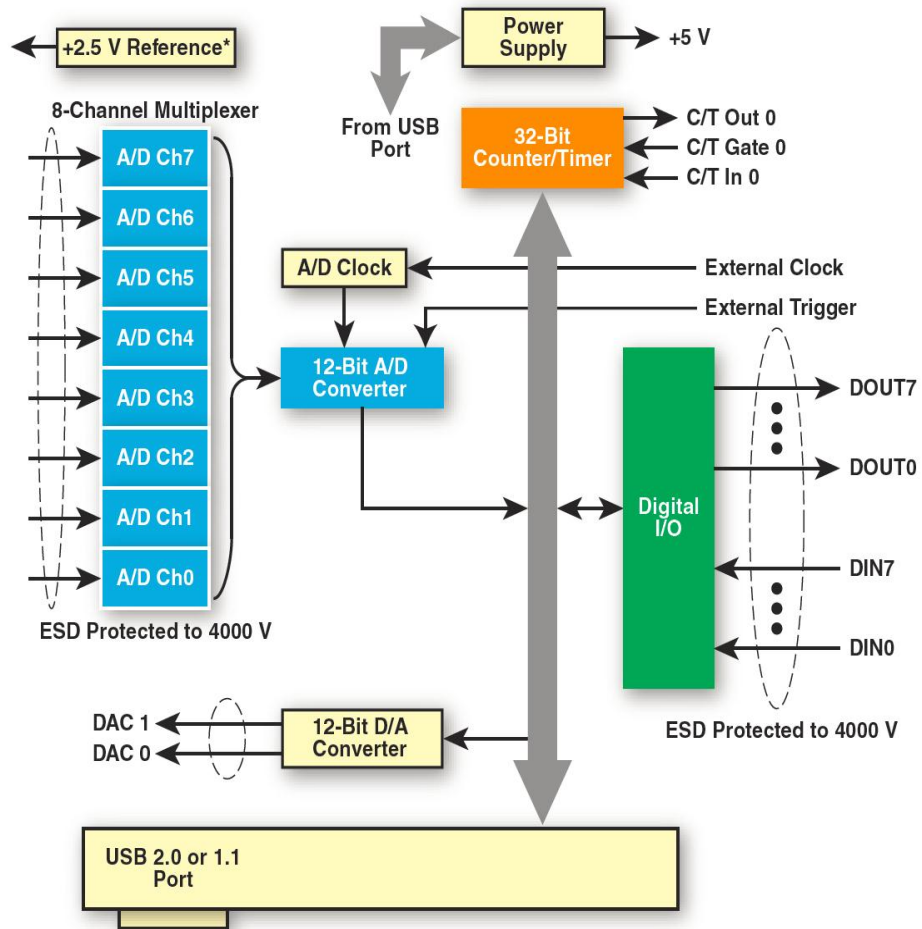 +2.5 V Reference*
Power
Supply
+5 V
From USB
Port
8-Channel Multiplexer
A/D Ch7
A/D Ch6
A/D Ch5
A/D Ch4
A/D Ch3
A/D Ch2
A/D Ch1
A/D Ch0
ESD Protected to 4000 V
32-Bit
Counter/Timer
C/T Out 0
C/T Gate 0
C/T In 0
A/D Clock
External Clock
External Trigger
12-Bit A/D
Converter
Digital
I/O
DOUT7
DOUT0
DIN7
DIN0
ESD Protected to 4000 V
DAC 1
DAC 0
12-Bit D/A
Converter
USB 2.0 or 1.1
Port